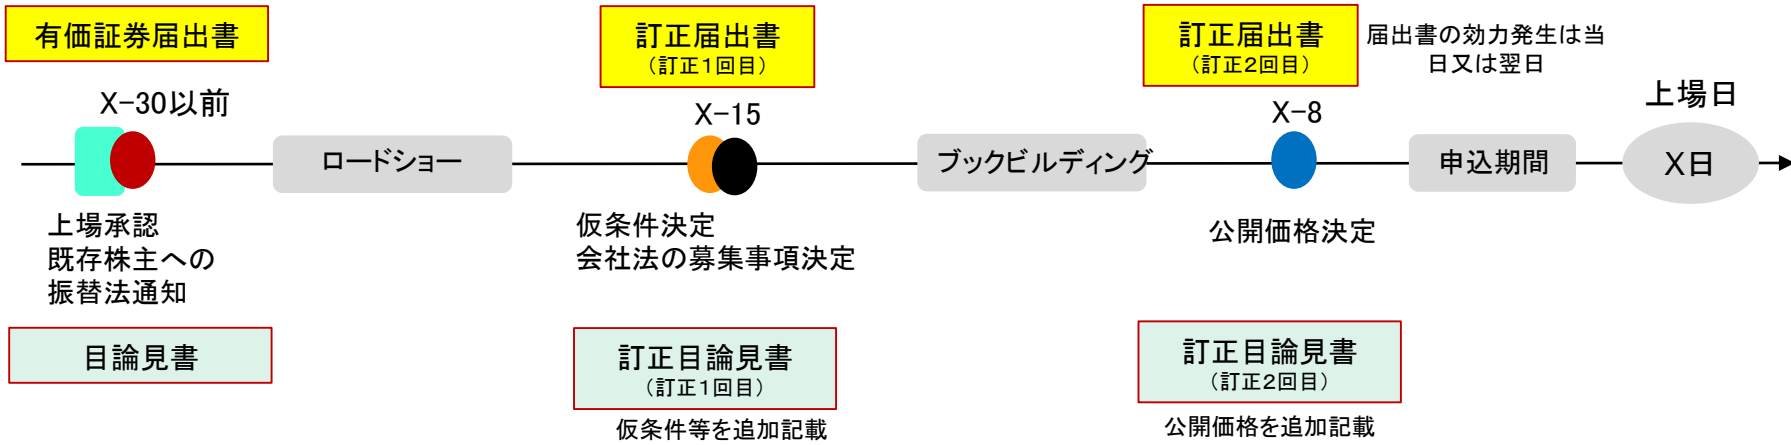 有価証券届出書
X-30以前
上場承認
既存株主への
振替法通知
目論見書
ロードショー
訂正届出書
（訂正１回目）
X-15
仮条件決定
会社法の募集事項決定
訂正目論見書
（訂正１回目）
仮条件等を追加記載
ブックビルディング
訂正届出書
（訂正２回目）
届出書の効力発生は当
日又は翌日
X-8
公開価格決定
訂正目論見書
（訂正２回目）
公開価格を追加記載
申込期間
上場日
X日